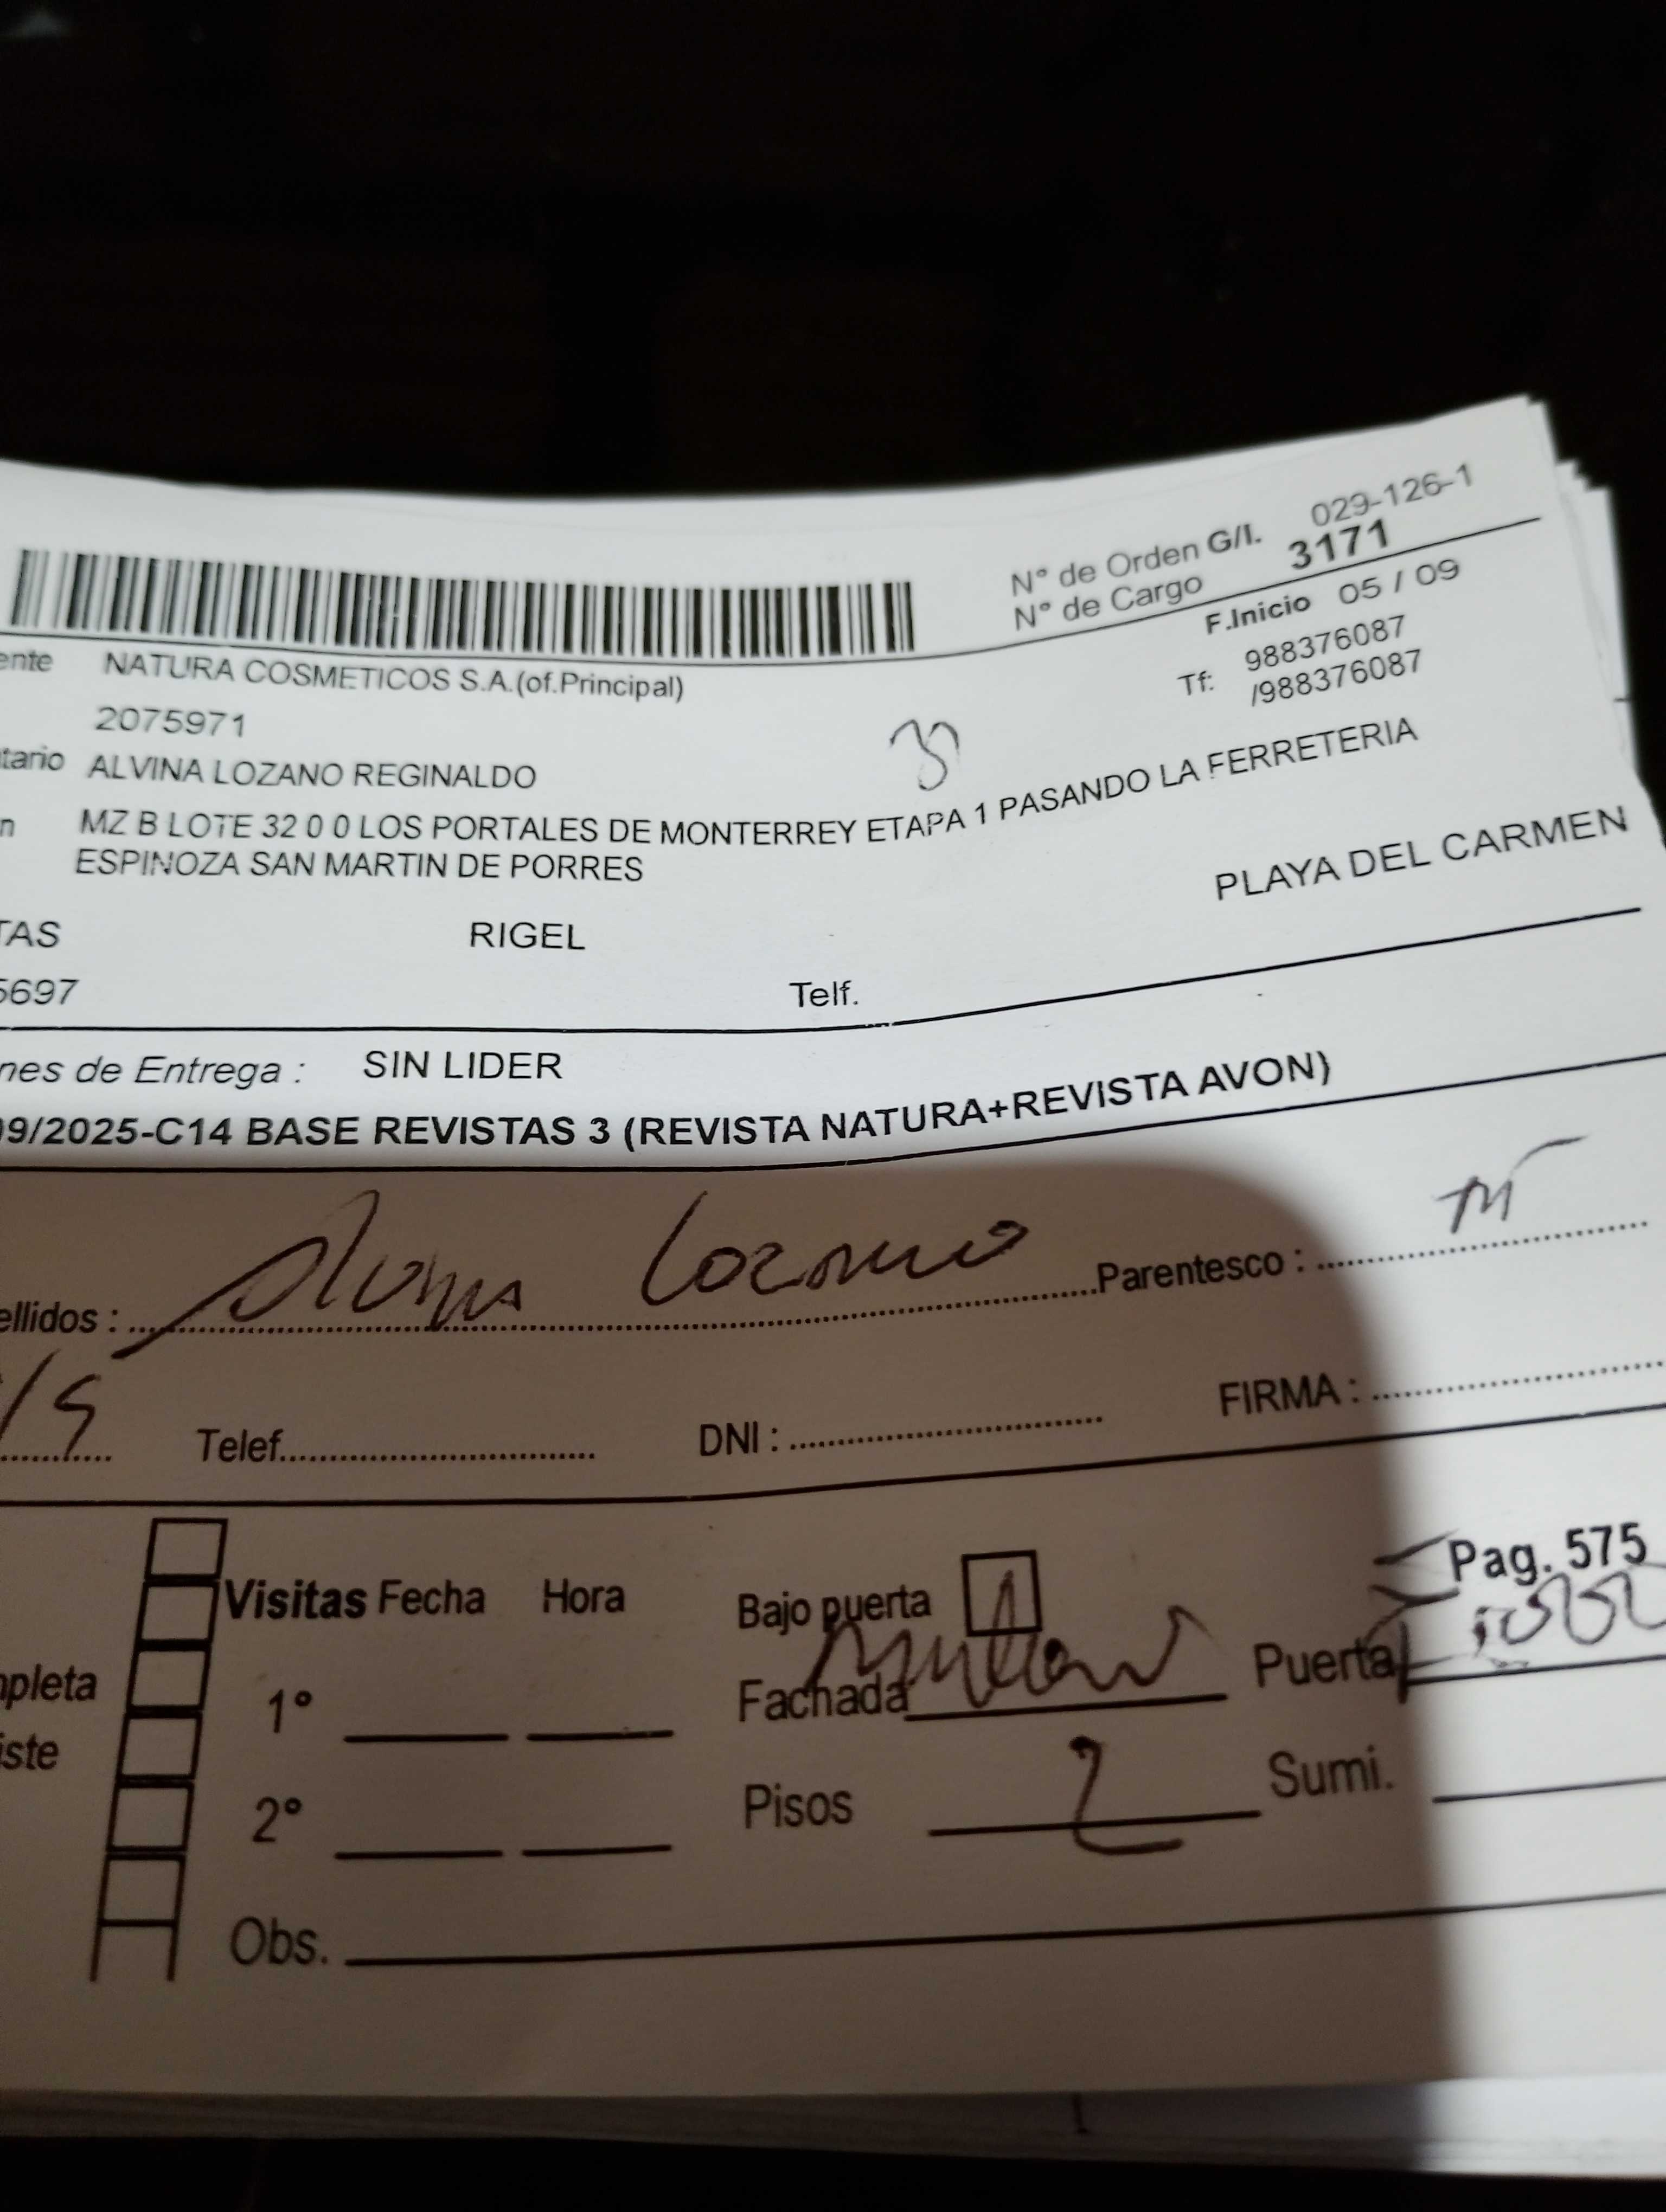 N° de Orden G/I. 029-126-1
N° de Cargo 3171
F.Inicio 05 / 09
ente NATURA COSMETICOS S.A.(of.Principal)
Tf: 988376087
/988376087
2075971
tario ALVINA LOZANO REGINALDO
n MZ B LOTE 32 0 0 LOS PORTALES DE MONTERREY ETAPA 1 PASANDO LA FERRETERIA
ESPINOZA SAN MARTIN DE PORRES
PLAYA DEL CARMEN
TAS RIGEL
5697 Telf.
nes de Entrega : SIN LIDER
09/2025-C14 BASE REVISTAS 3 (REVISTA NATURA+REVISTA AVON)
ellidos : Lozano Parentesco :
/9 Telef. DNI : FIRMA :
Pag. 575
Visitas Fecha Hora Bajo puerta
mpleta 1° Fachada Puerta
iste
2° Pisos 2 Sumi.
Obs.